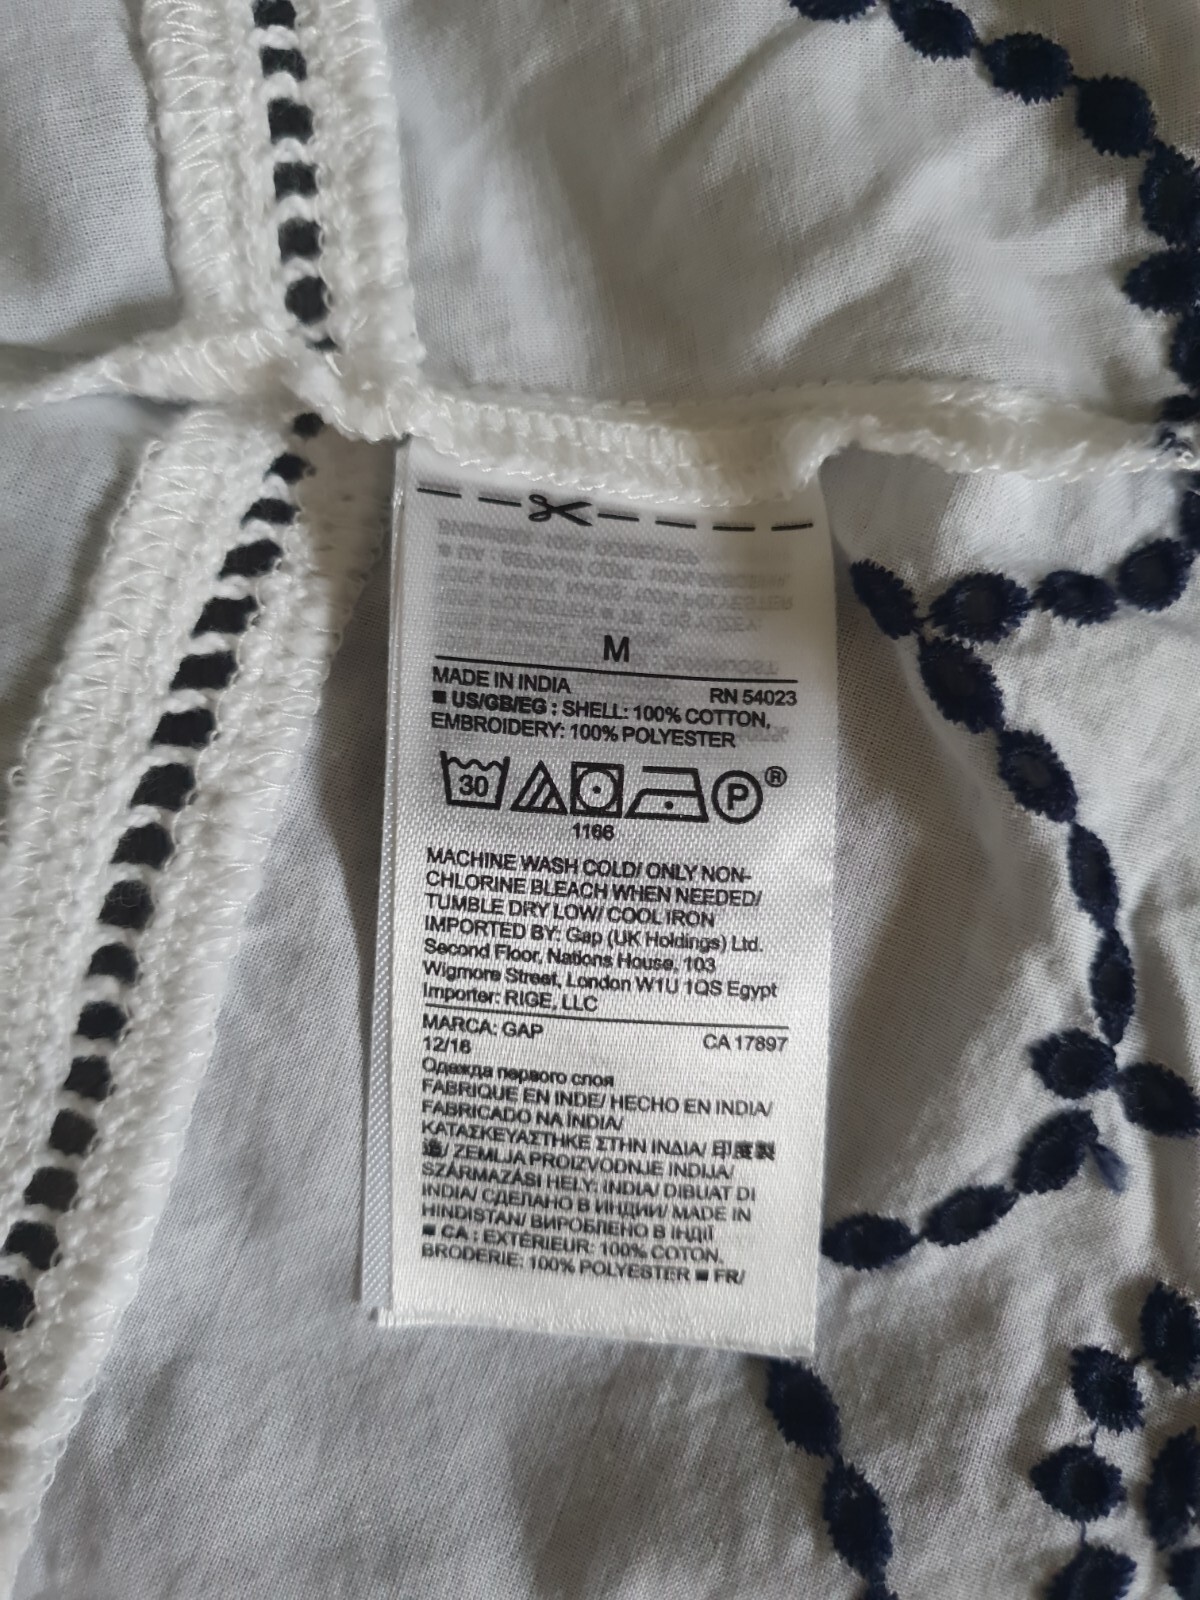 M
MADE IN INDIA RN 54023
■ US/GB/EG : SHELL: 100% COTTON,
EMBROIDERY: 100% POLYESTER
30 P ®
1166
MACHINE WASH COLD/ ONLY NON-
CHLORINE BLEACH WHEN NEEDED/
TUMBLE DRY LOW/ COOL IRON
IMPORTED BY: Gap (UK Holdings) Ltd.
Second Floor, Nations House, 103
Wigmore Street, London W1U 1QS Egypt
Importer: RIGE, LLC
MARCA: GAP CA 17897
12/18
Одежда первого слоя
FABRIQUE EN INDE/ HECHO EN INDIA/
FABRICADO NA ÍNDIA/
ΚΑΤΑΣΚΕΥΑΣΤΗΚΕ ΣΤΗΝ ΙΝΔΙΑ/ 印度製
造/ ZEMLJA PROIZVODNJE INDIJA/
SZÁRMAZÁSI HELY: INDIA/ DIBUAT DI
INDIA/ СДЕЛАНО В ИНДИИ/ MADE IN
HINDISTAN/ ВИРОБЛЕНО В ІНДІЇ
■ CA : EXTÉRIEUR: 100% COTON,
BRODERIE: 100% POLYESTER ■ FR/